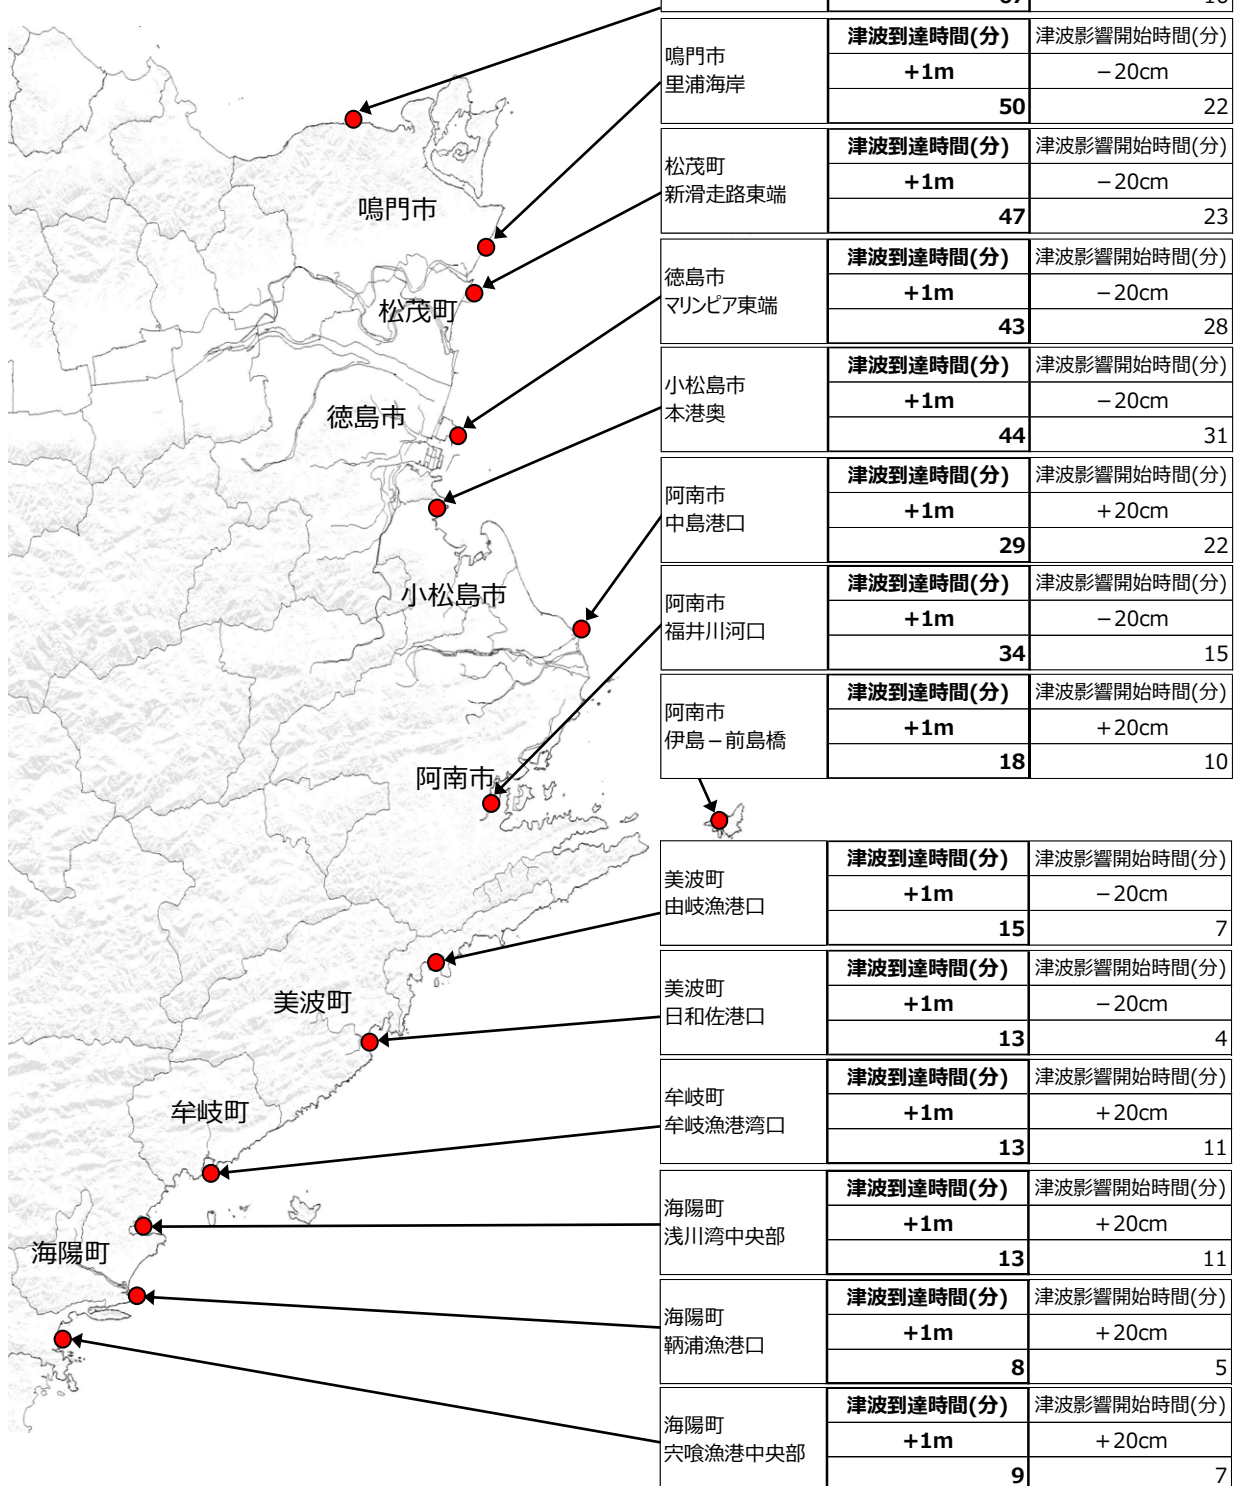 鳴門市
里浦海岸
津波到達時間(分) 津波影響開始時間(分)
+1m −20cm
50 22
松茂町
新滑走路東端
津波到達時間(分) 津波影響開始時間(分)
+1m −20cm
47 23
徳島市
マリンピア東端
津波到達時間(分) 津波影響開始時間(分)
+1m −20cm
43 28
小松島市
本港奥
津波到達時間(分) 津波影響開始時間(分)
+1m −20cm
44 31
阿南市
中島港口
津波到達時間(分) 津波影響開始時間(分)
+1m +20cm
29 22
阿南市
福井川河口
津波到達時間(分) 津波影響開始時間(分)
+1m −20cm
34 15
阿南市
伊島−前島橋
津波到達時間(分) 津波影響開始時間(分)
+1m +20cm
18 10
美波町
由岐漁港口
津波到達時間(分) 津波影響開始時間(分)
+1m −20cm
15 7
美波町
日和佐港口
津波到達時間(分) 津波影響開始時間(分)
+1m −20cm
13 4
牟岐町
牟岐漁港湾口
津波到達時間(分) 津波影響開始時間(分)
+1m +20cm
13 11
海陽町
浅川湾中央部
津波到達時間(分) 津波影響開始時間(分)
+1m +20cm
13 11
海陽町
鞆浦漁港口
津波到達時間(分) 津波影響開始時間(分)
+1m +20cm
8 5
海陽町
宍喰漁港中央部
津波到達時間(分) 津波影響開始時間(分)
+1m +20cm
9 7
鳴門市
松茂町
徳島市
小松島市
阿南市
美波町
牟岐町
海陽町